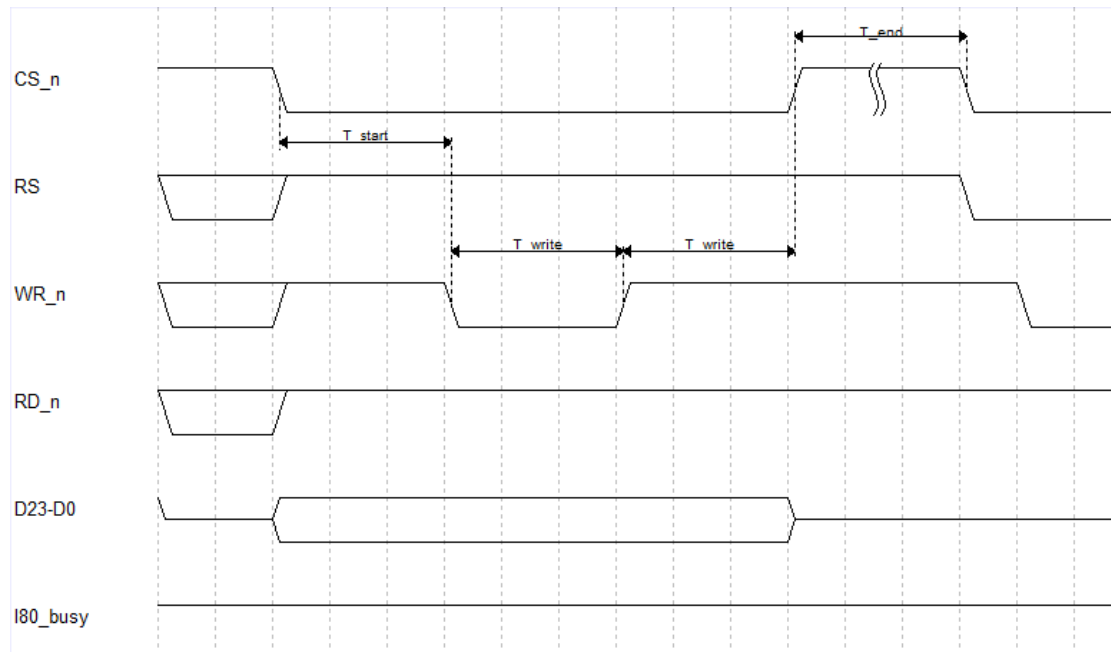 T_end
CS_n
T_start
RS
T_write
T_write
WR_n
RD_n
D23-D0
I80_busy